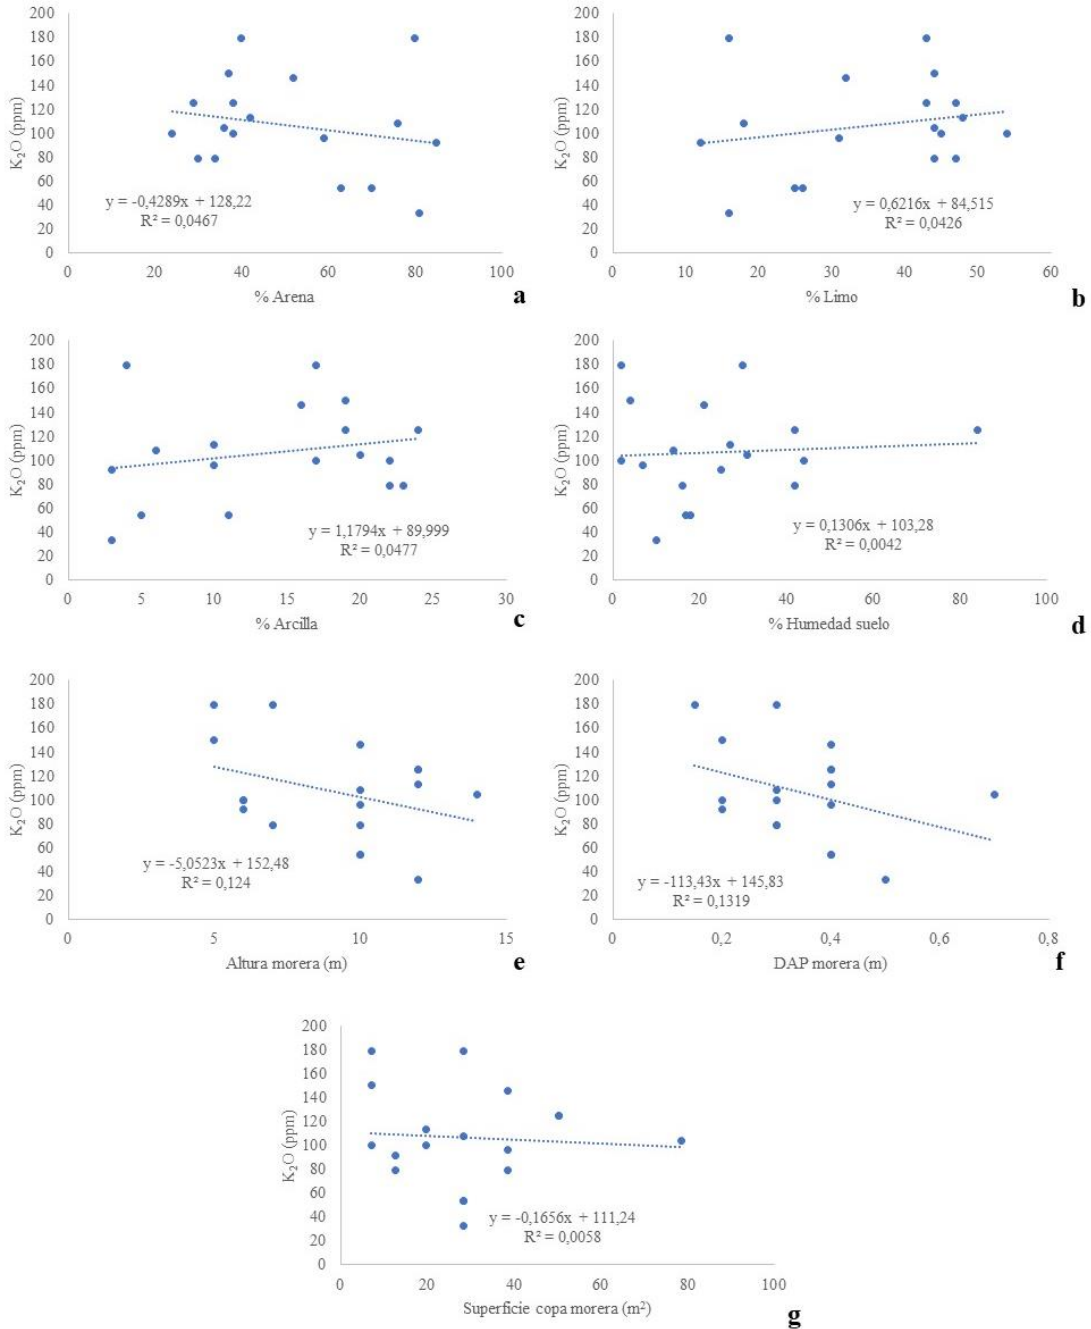 200
180
160
140
120
100
80
60
40
20
0
K₂O (ppm)
y = -0,4289x + 128,22
R² = 0,0467
0 20 40 60 80 100
% Arena
a
200
180
160
140
120
100
80
60
40
20
0
K₂O (ppm)
y = 0,6216x + 84,515
R² = 0,0426
0 10 20 30 40 50 60
% Limo
b
200
180
160
140
120
100
80
60
40
20
0
K₂O (ppm)
y = 1,1794x + 89,999
R² = 0,0477
0 5 10 15 20 25 30
% Arcilla
c
200
180
160
140
120
100
80
60
40
20
0
K₂O (ppm)
y = 0,1306x + 103,28
R² = 0,0042
0 20 40 60 80 100
% Humedad suelo
d
200
180
160
140
120
100
80
60
40
20
0
K₂O (ppm)
y = -5,0523x + 152,48
R² = 0,124
0 5 10 15
Altura morera (m)
e
200
180
160
140
120
100
80
60
40
20
0
K₂O (ppm)
y = -113,43x + 145,83
R² = 0,1319
0 0,2 0,4 0,6 0,8
DAP morera (m)
f
200
180
160
140
120
100
80
60
40
20
0
K₂O (ppm)
y = -0,1656x + 111,24
R² = 0,0058
0 20 40 60 80 100
Superficie copa morera (m²)
g